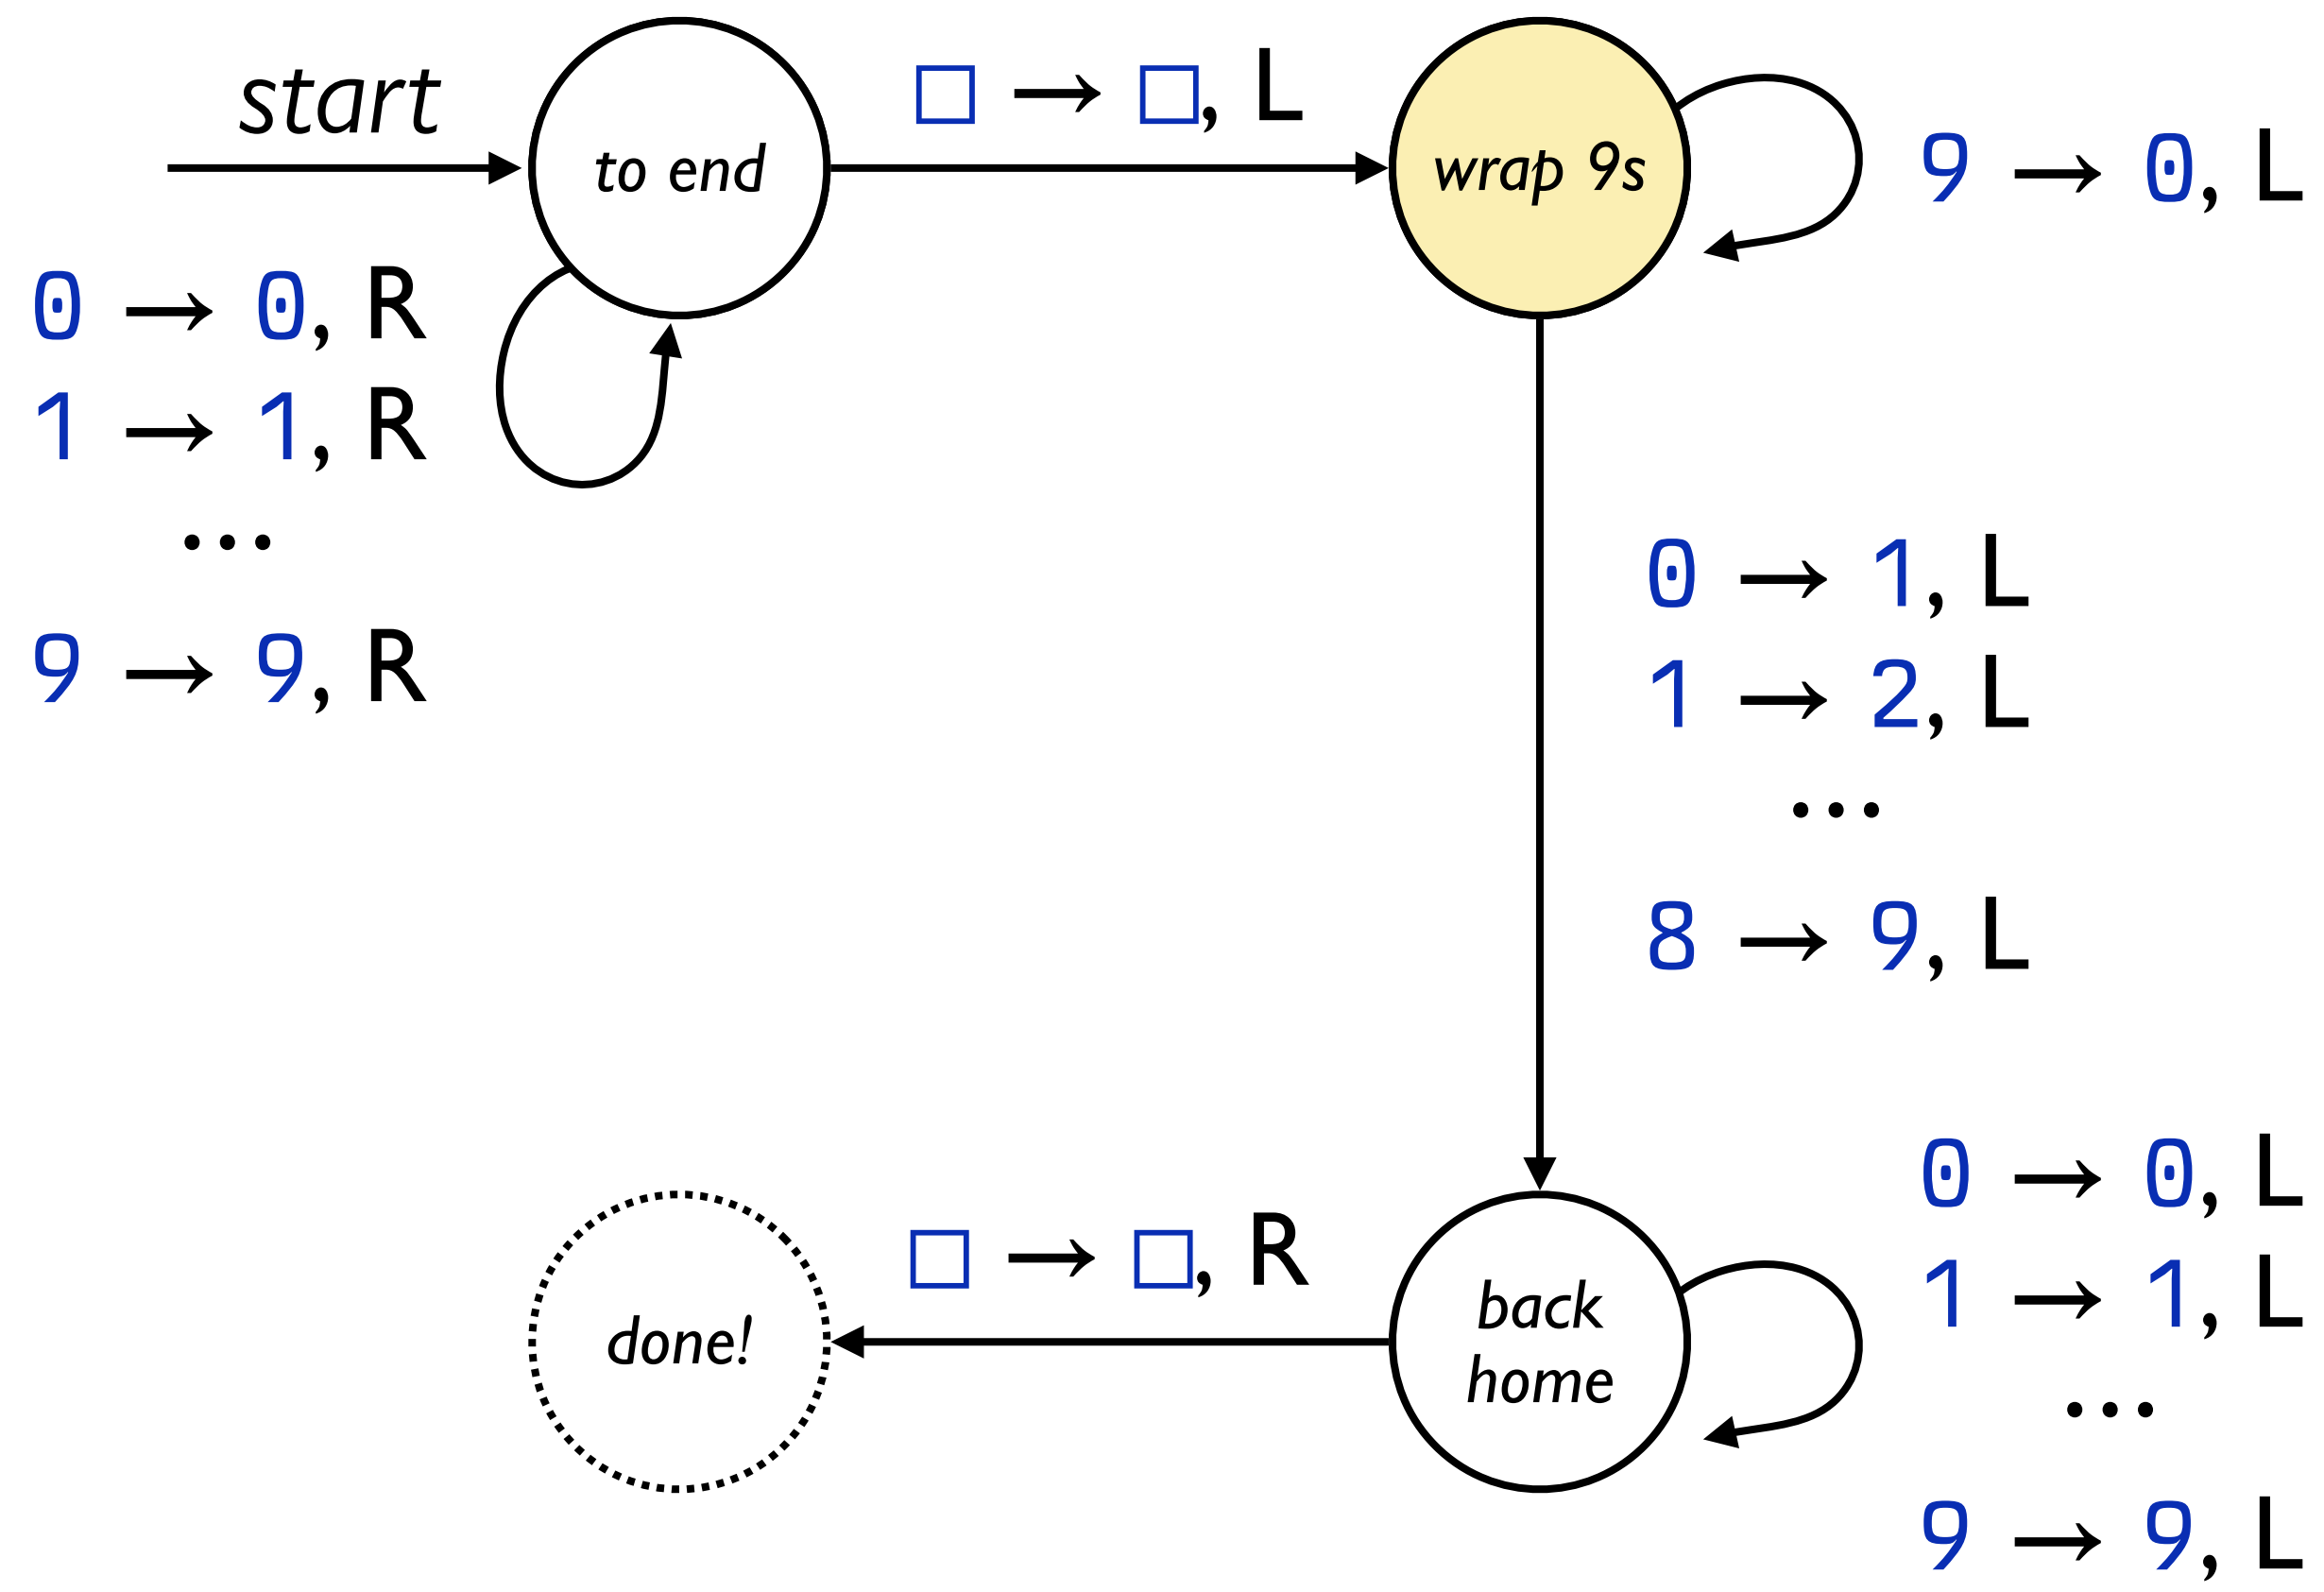 start
to end
□ → □, L
wrap 9s
9 → 0, L
0 → 0, R
1 → 1, R
...
9 → 9, R
0 → 1, L
1 → 2, L
...
8 → 9, L
0 → 0, L
1 → 1, L
...
9 → 9, L
back
home
□ → □, R
done!